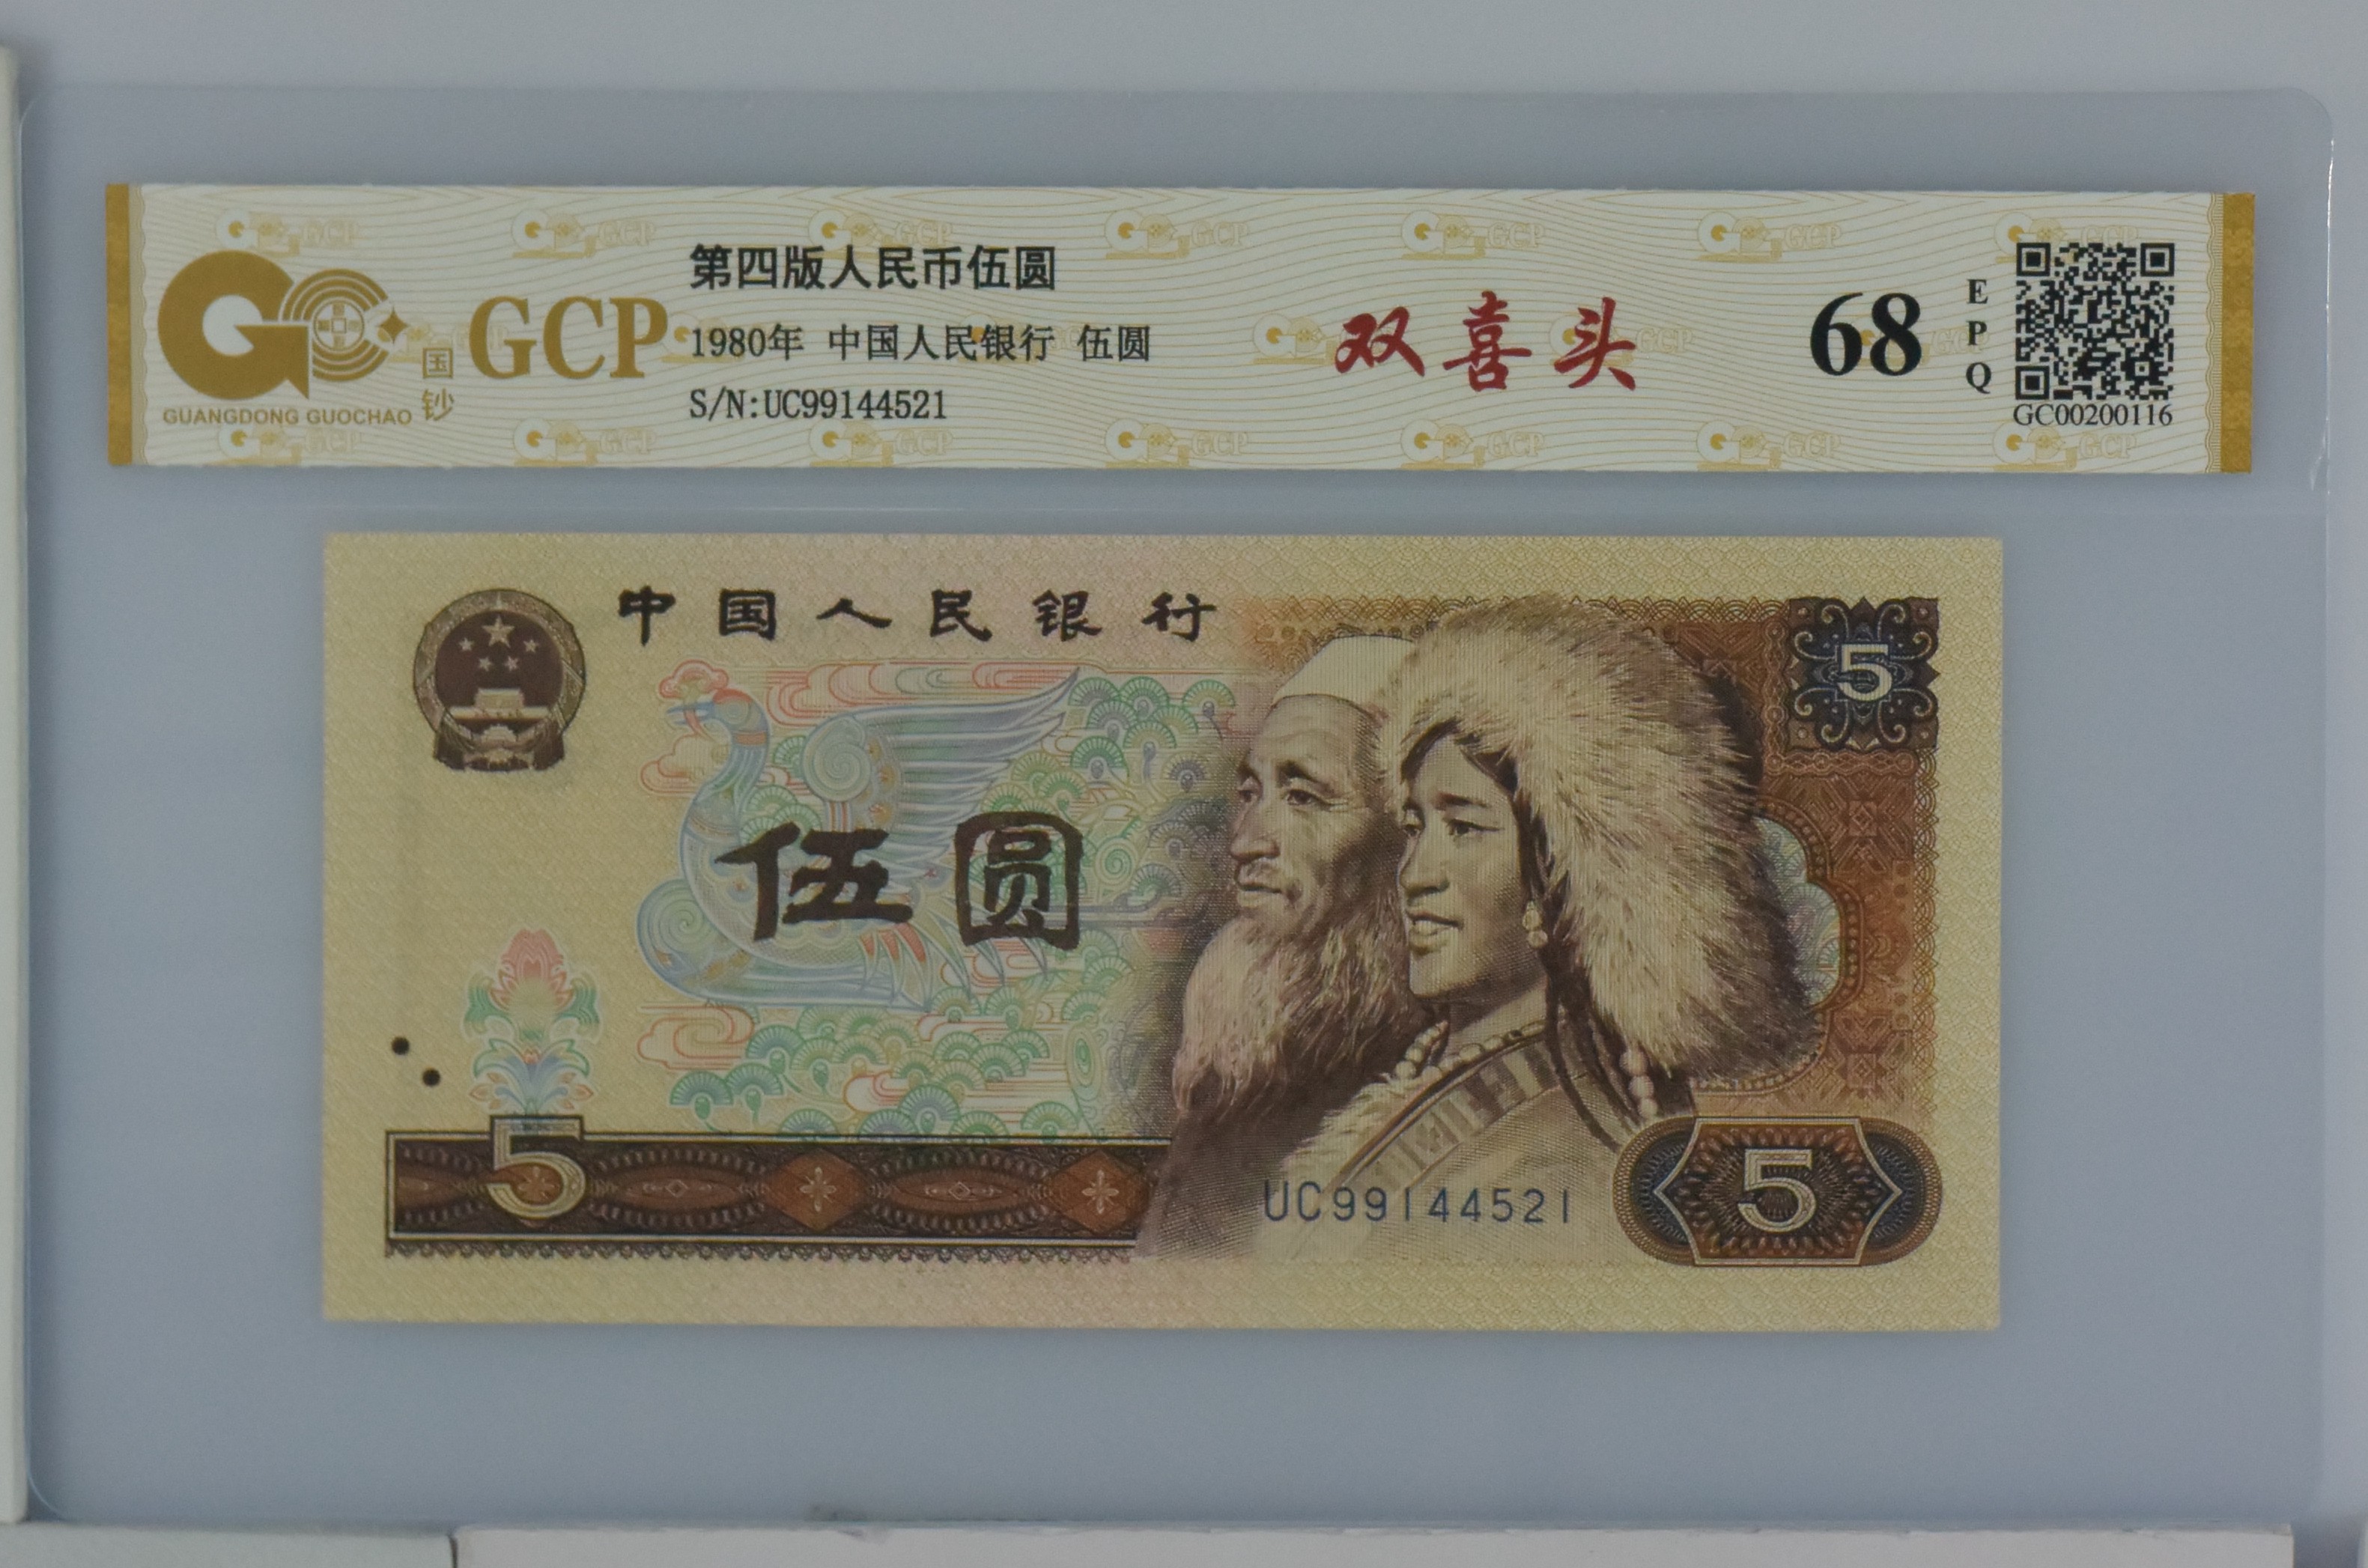 第四版人民币伍圆
1980年 中国人民银行 伍圆
S/N:UC99144521
GCP
国钞
GUANGDONG GUOCHAO
双喜头
68
EPQ
GC00200116
中国人民银行
5
伍圆
5
UC99144521
5